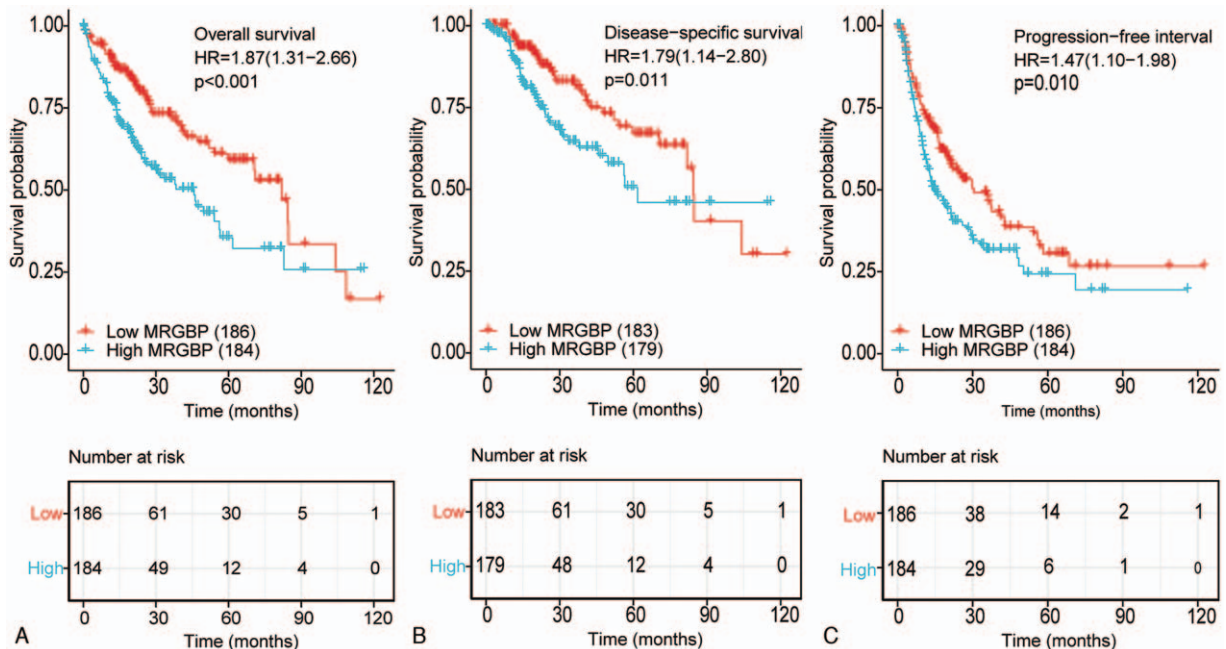 Overall survival
HR=1.87(1.31−2.66)
p<0.001
1.00
0.75
0.50
0.25
0.00
Survival probability
Low MRGBP (186)
High MRGBP (184)
0 30 60 90 120
Time (months)
Number at risk
Low 186 61 30 5 1
High 184 49 12 4 0
0 30 60 90 120
Time (months)
A
Disease−specific survival
HR=1.79(1.14−2.80)
p=0.011
1.00
0.75
0.50
0.25
0.00
Survival probability
Low MRGBP (183)
High MRGBP (179)
0 30 60 90 120
Time (months)
Number at risk
Low 183 61 30 5 1
High 179 48 12 4 0
0 30 60 90 120
Time (months)
B
Progression−free interval
HR=1.47(1.10−1.98)
p=0.010
1.00
0.75
0.50
0.25
0.00
Survival probability
Low MRGBP (186)
High MRGBP (184)
0 30 60 90 120
Time (months)
Number at risk
Low 186 38 14 2 1
High 184 29 6 1 0
0 30 60 90 120
Time (months)
C